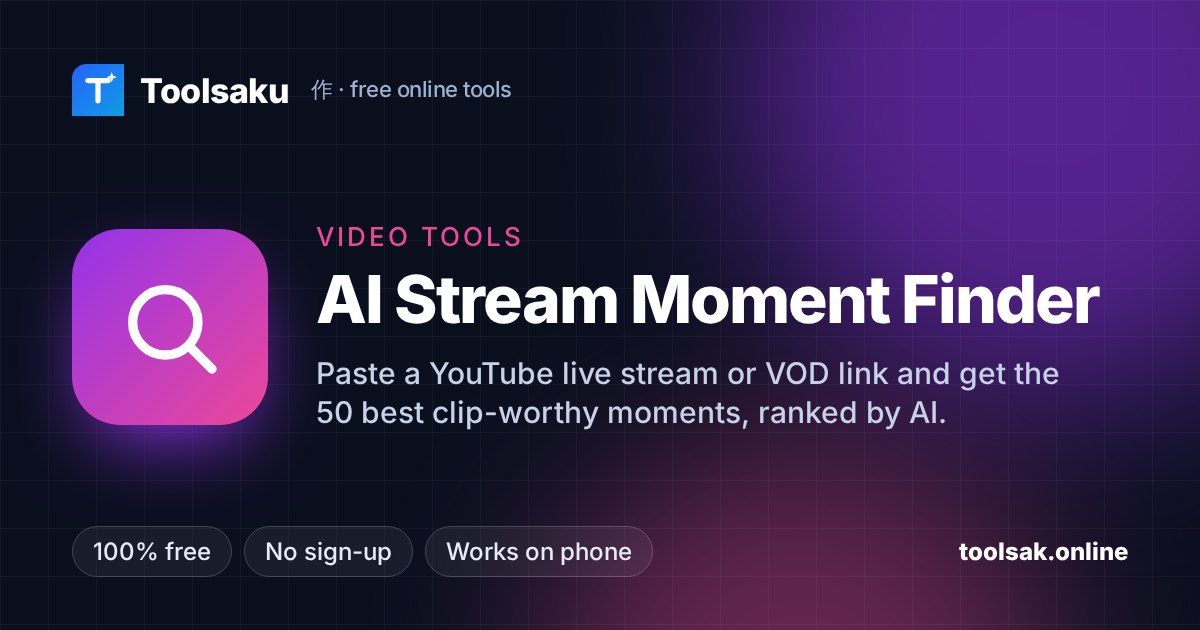 Toolsaku 作 · free online tools
VIDEO TOOLS
AI Stream Moment Finder
Paste a YouTube live stream or VOD link and get the
50 best clip-worthy moments, ranked by AI.
100% free No sign-up Works on phone toolsak.online